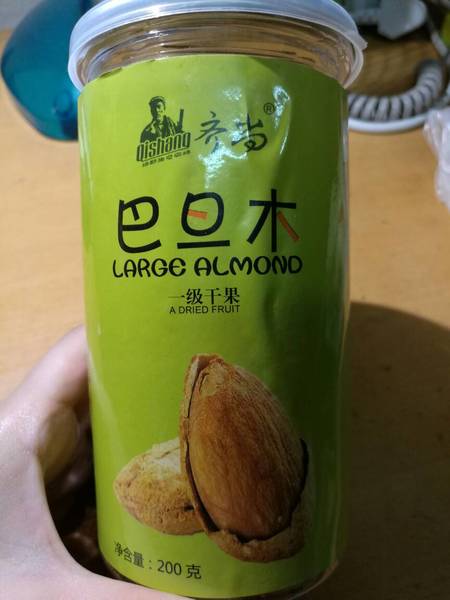 Qishang
齐尚®
巴旦木
LARGE ALMOND
一级干果
A DRIED FRUIT
净含量：200克